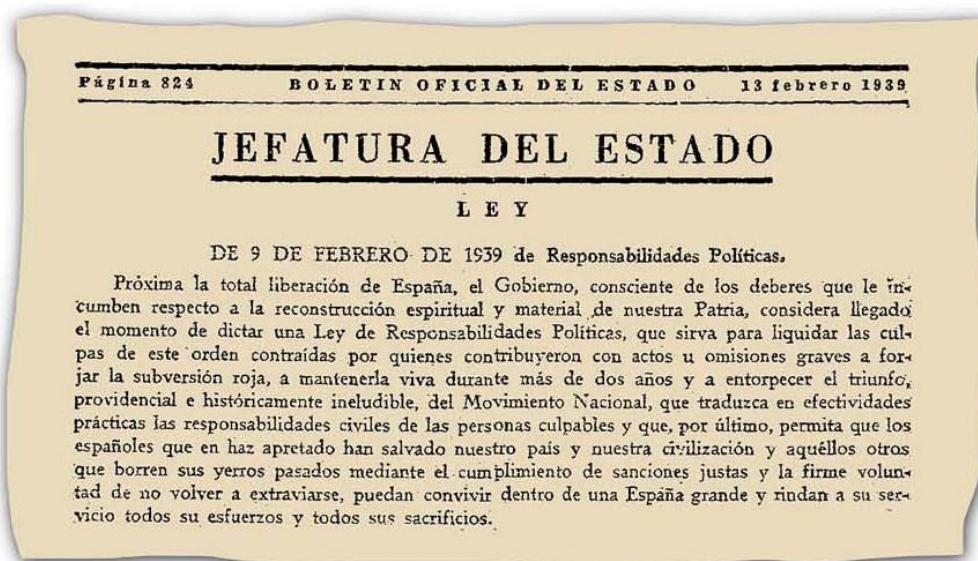 Página 824 BOLETIN OFICIAL DEL ESTADO 13 febrero 1939
JEFATURA DEL ESTADO
LEY
DE 9 DE FEBRERO DE 1939 de Responsabilidades Políticas.
Próxima la total liberación de España, el Gobierno, consciente de los deberes que le in-
cumben respecto a la reconstrucción espiritual y material de nuestra Patria, considera llegado
el momento de dictar una Ley de Responsabilidades Políticas, que sirva para liquidar las cul-
pas de este orden contraídas por quienes contribuyeron con actos u omisiones graves a for-
jar la subversión roja, a mantenerla viva durante más de dos años y a entorpecer el triunfo,
providencial e históricamente ineludible, del Movimiento Nacional, que traduzca en efectividades
prácticas las responsabilidades civiles de las personas culpables y que, por último, permita que los
españoles que en haz apretado han salvado nuestro país y nuestra civilización y aquéllos otros
que borren sus yerros pasados mediante el cumplimiento de sanciones justas y la firme volun-
tad de no volver a extraviarse, puedan convivir dentro de una España grande y rindan a su ser-
vicio todos su esfuerzos y todos sus sacrificios.